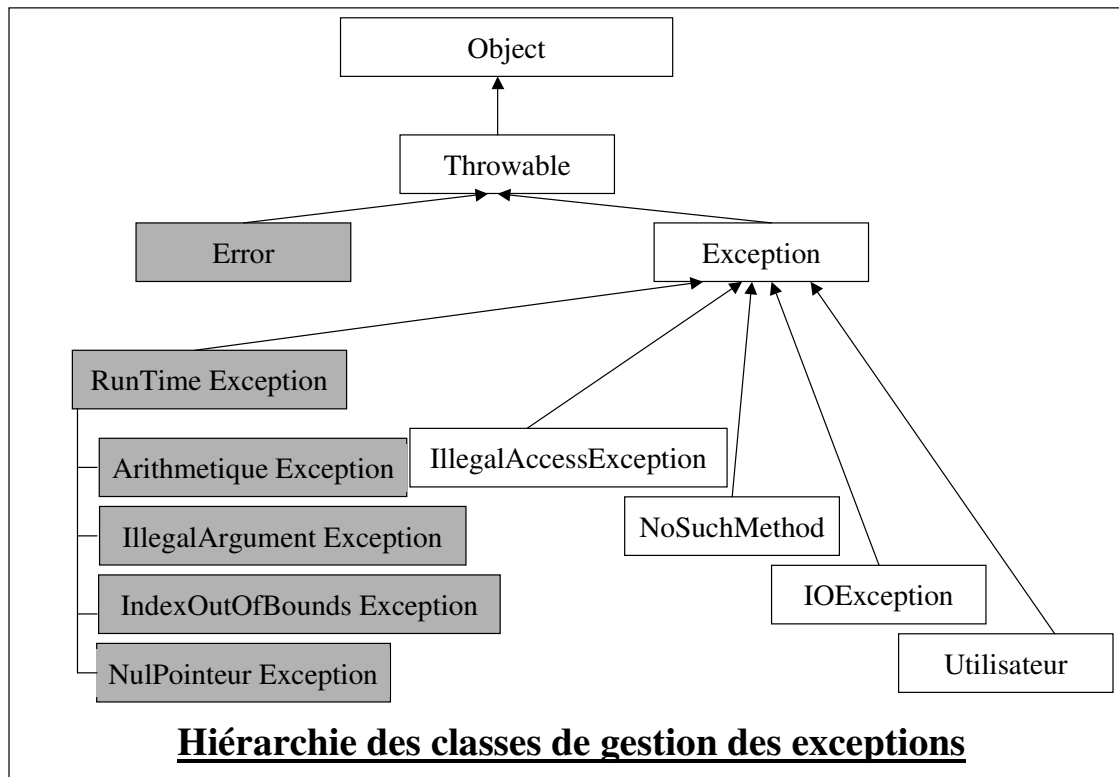 Object
Throwable
Error
Exception
RunTime Exception
Arithmetique Exception
IllegalAccessException
IllegalArgument Exception
NoSuchMethod
IndexOutOfBounds Exception
IOException
NulPointeur Exception
Utilisateur
Hiérarchie des classes de gestion des exceptions